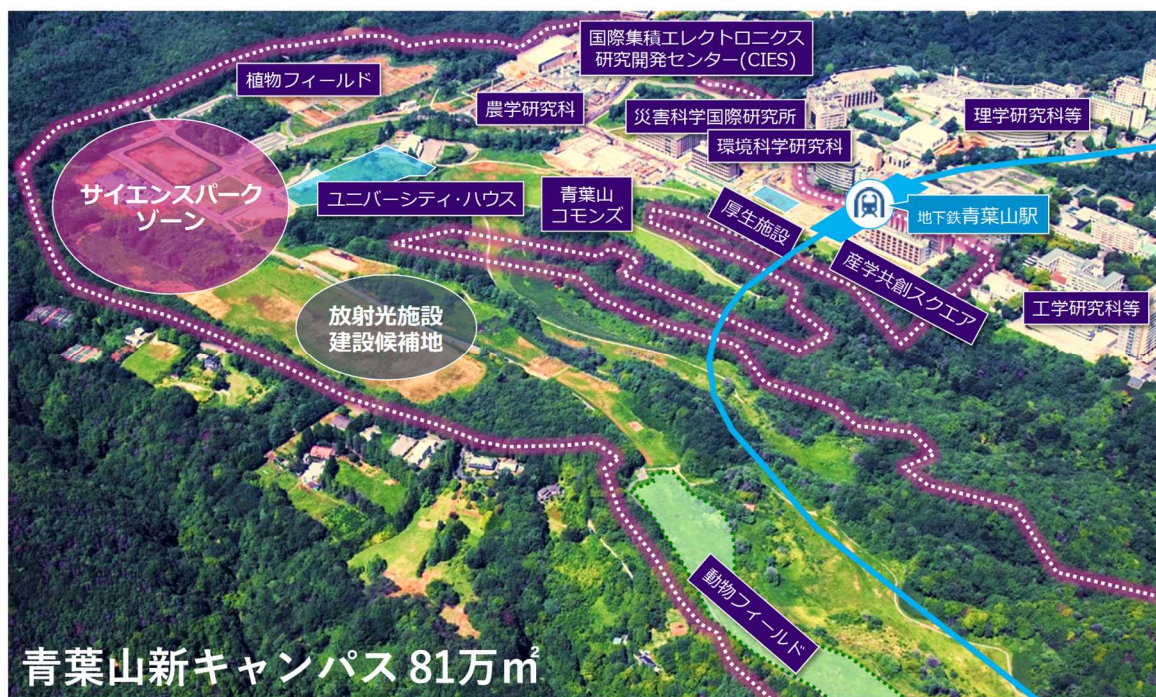 国際集積エレクトロニクス
研究開発センター(CIES)
植物フィールド
農学研究科
災害科学国際研究所
理学研究科等
環境科学研究科
サイエンスパーク
ゾーン
ユニバーシティ・ハウス
青葉山
コモンズ
厚生施設
地下鉄青葉山駅
産学共創スクエア
工学研究科等
放射光施設
建設候補地
動物フィールド
青葉山新キャンパス 81万㎡